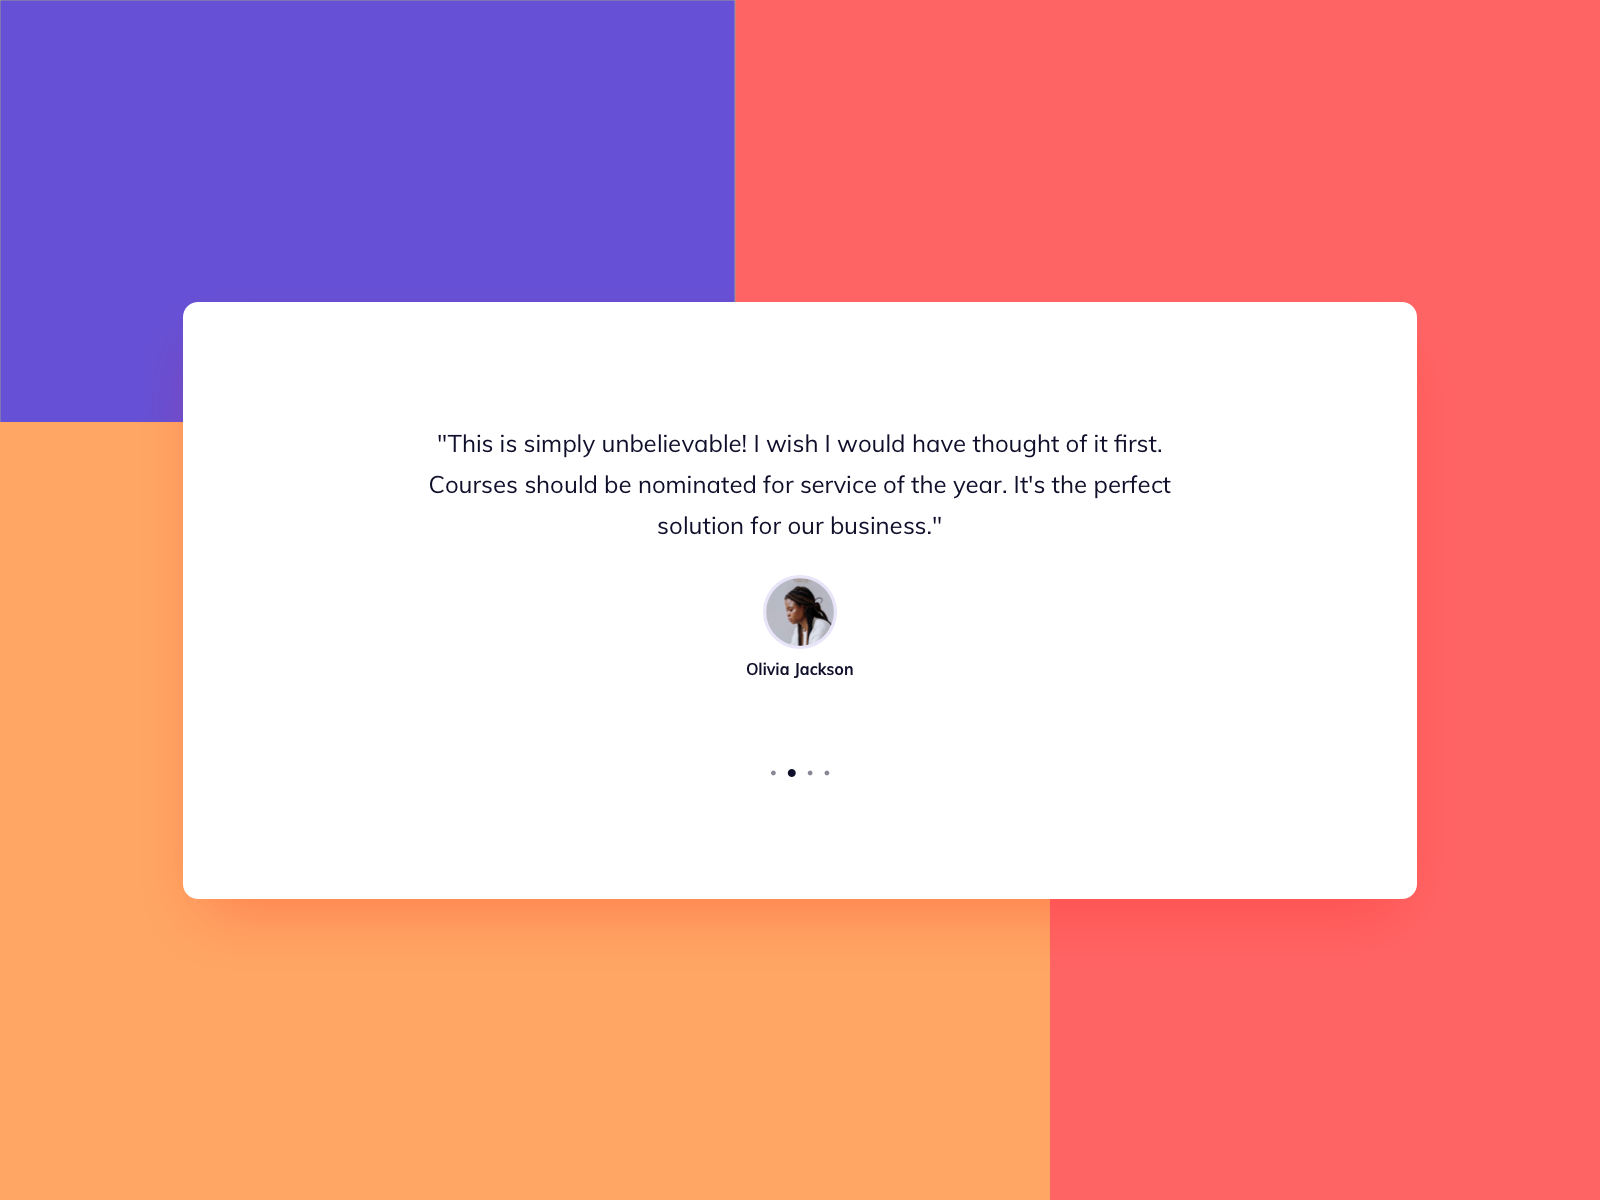 "This is simply unbelievable! I wish I would have thought of it first.
Courses should be nominated for service of the year. It's the perfect
solution for our business."
Olivia Jackson